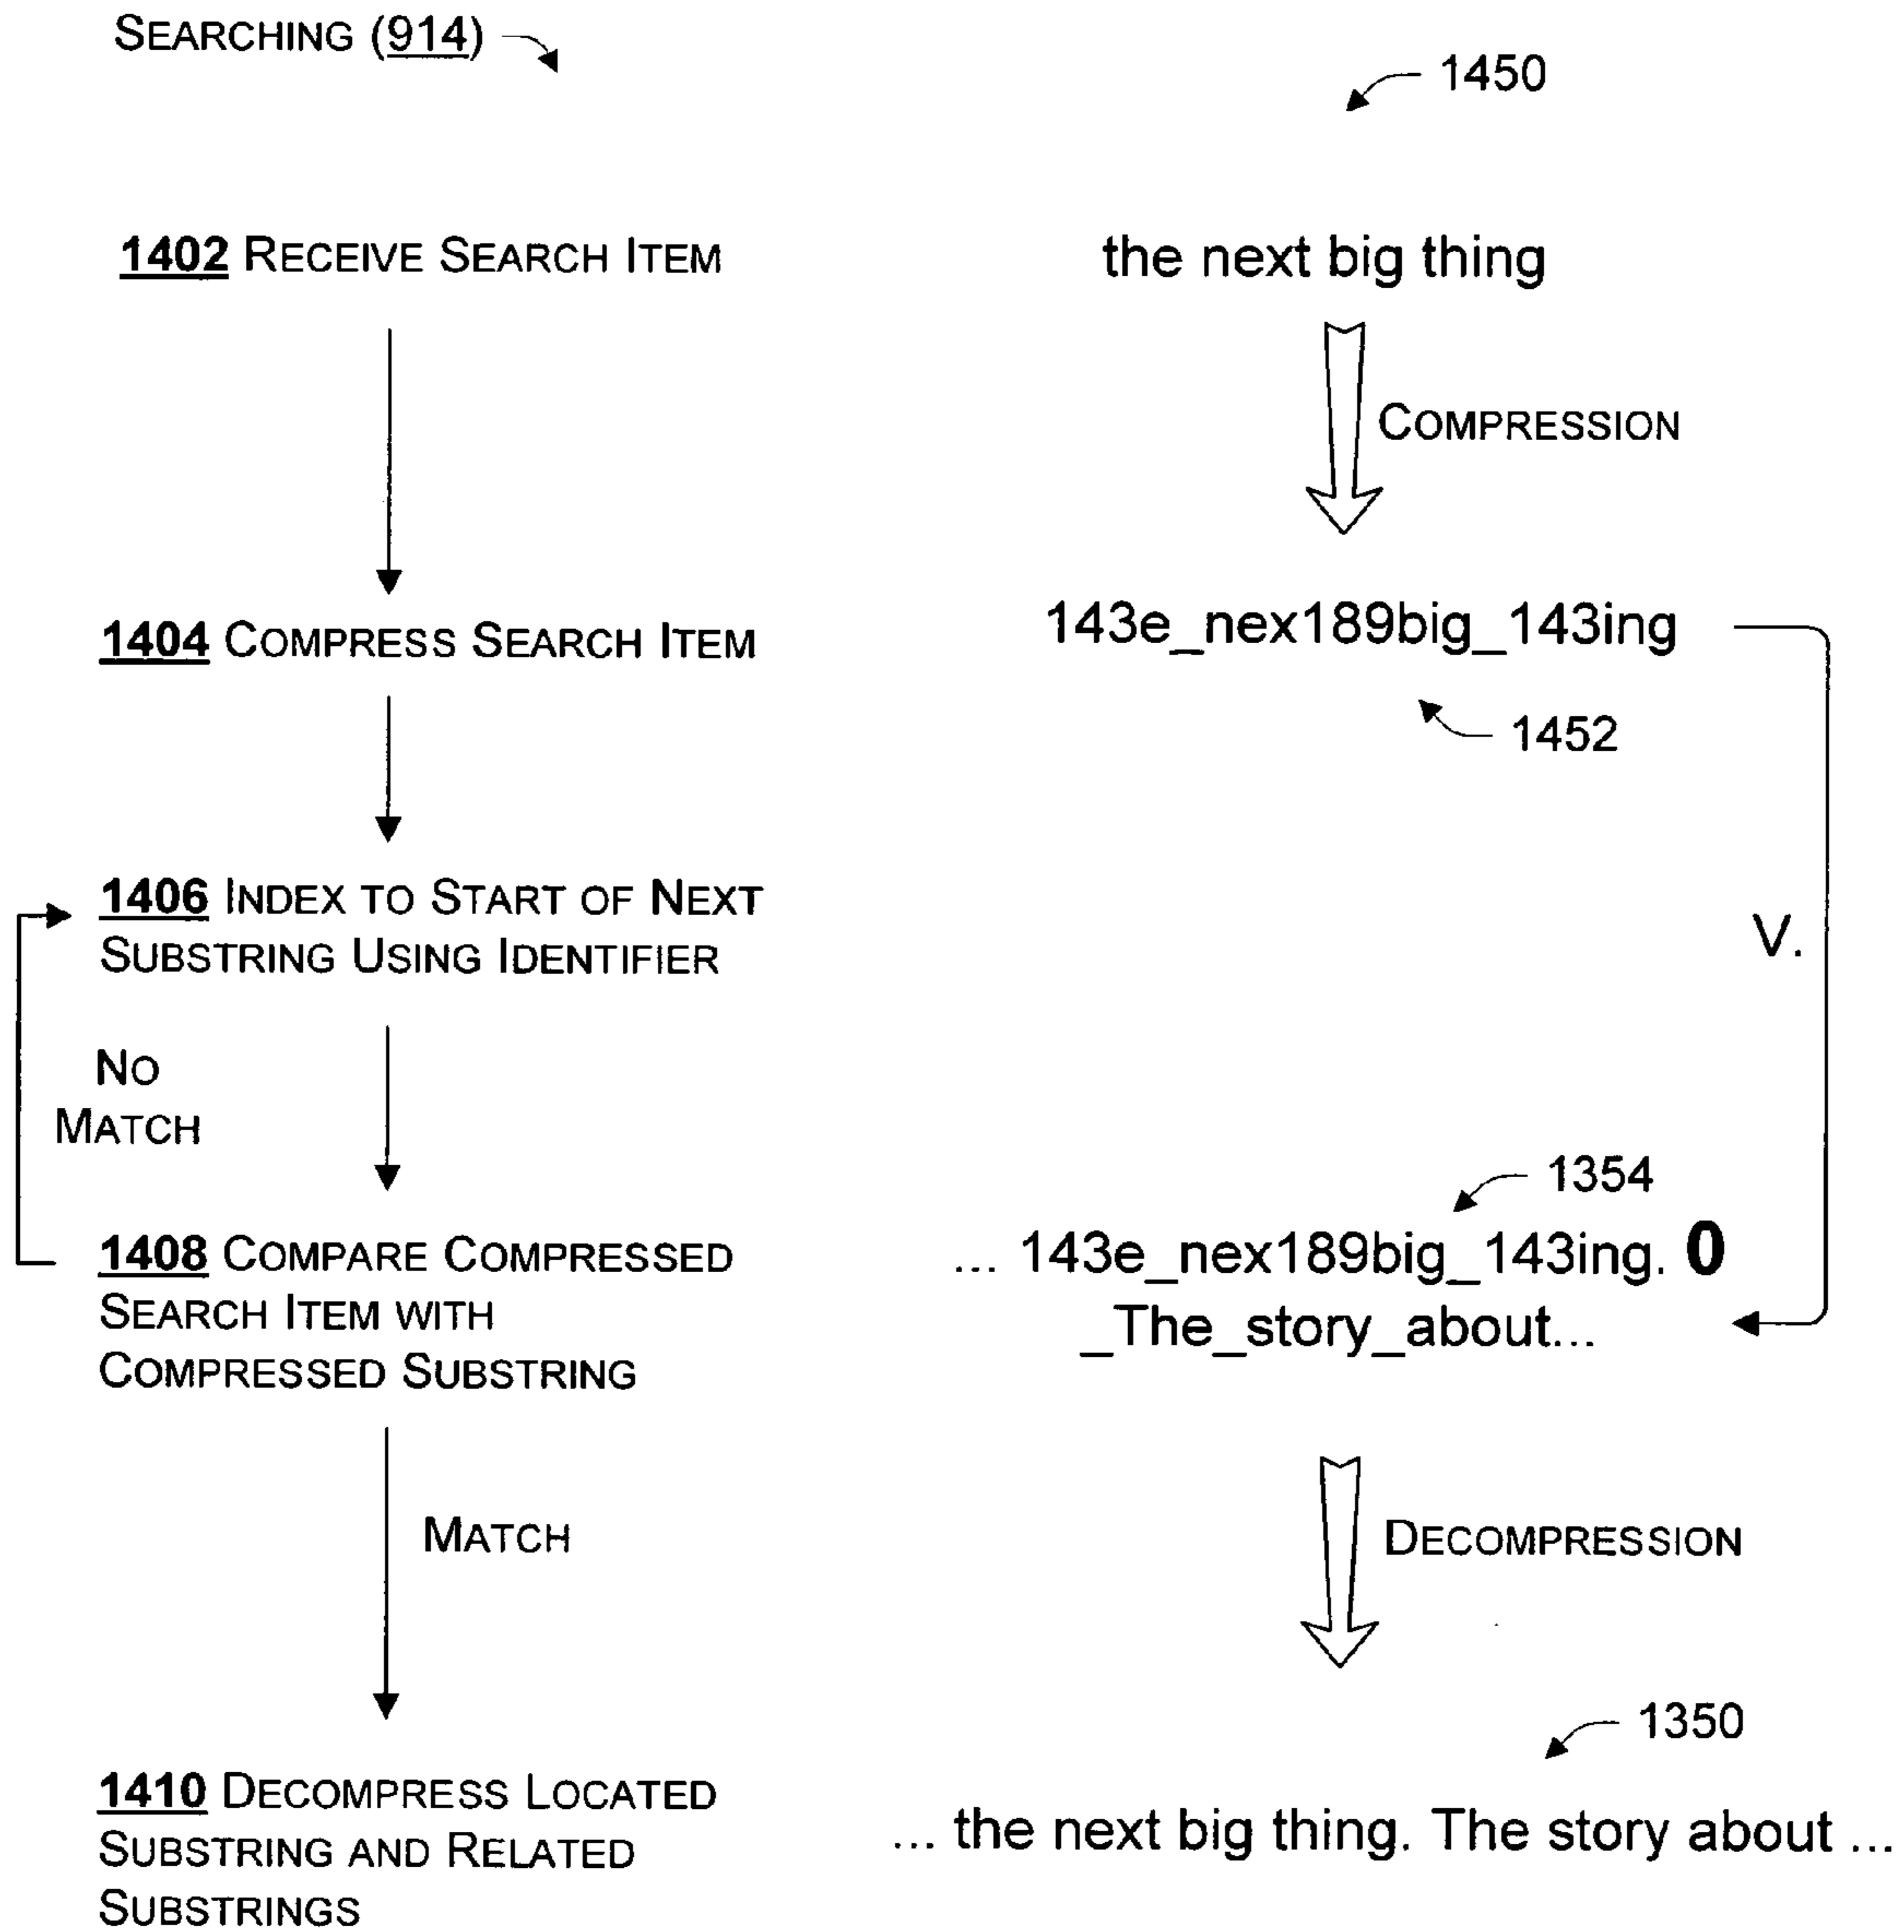 SEARCHING (914)
1450
1402 RECEIVE SEARCH ITEM
the next big thing
COMPRESSION
1404 COMPRESS SEARCH ITEM
143e_nex189big_143ing
1452
1406 INDEX TO START OF NEXT
SUBSTRING USING IDENTIFIER
V.
NO
MATCH
1354
1408 COMPARE COMPRESSED
SEARCH ITEM WITH
COMPRESSED SUBSTRING
... 143e_nex189big_143ing. 0
_The_story_about...
MATCH
DECOMPRESSION
1350
1410 DECOMPRESS LOCATED
SUBSTRING AND RELATED
SUBSTRINGS
... the next big thing. The story about ...